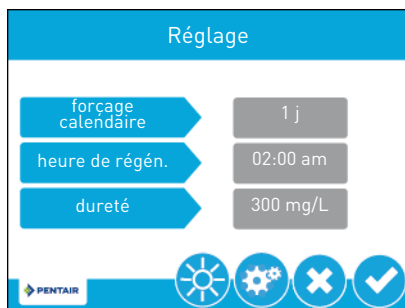 Réglage
forçage
calendaire
1 j
heure de régén.
02:00 am
dureté
300 mg/L
PENTAIR